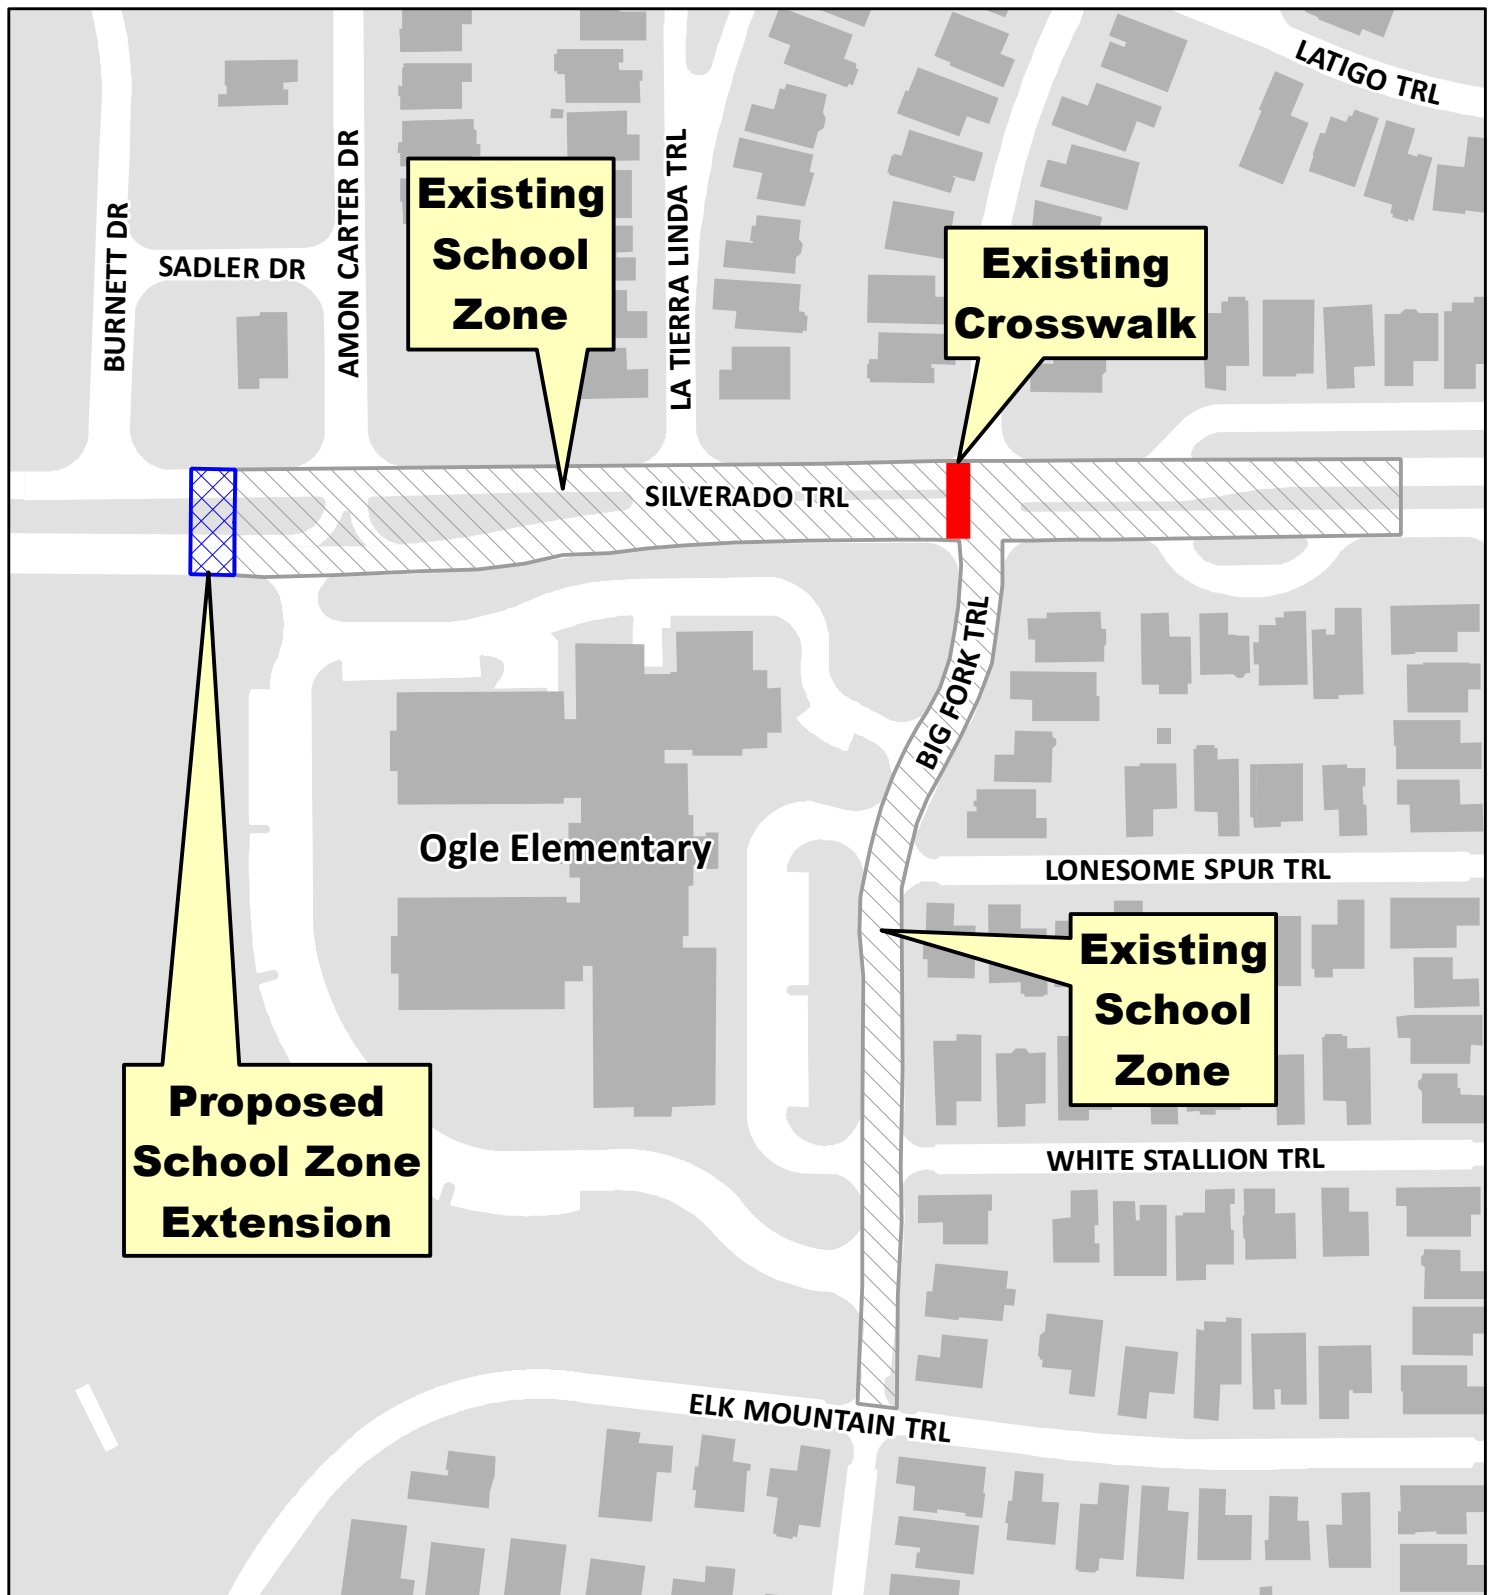 LATIGO TRL
BURNETT DR
SADLER DR
AMON CARTER DR
Existing
School
Zone
LA TIERRA LINDA TRL
Existing
Crosswalk
SILVERADO TRL
BIG FORK TRL
Ogle Elementary
LONESOME SPUR TRL
Existing
School
Zone
Proposed
School Zone
Extension
WHITE STALLION TRL
ELK MOUNTAIN TRL